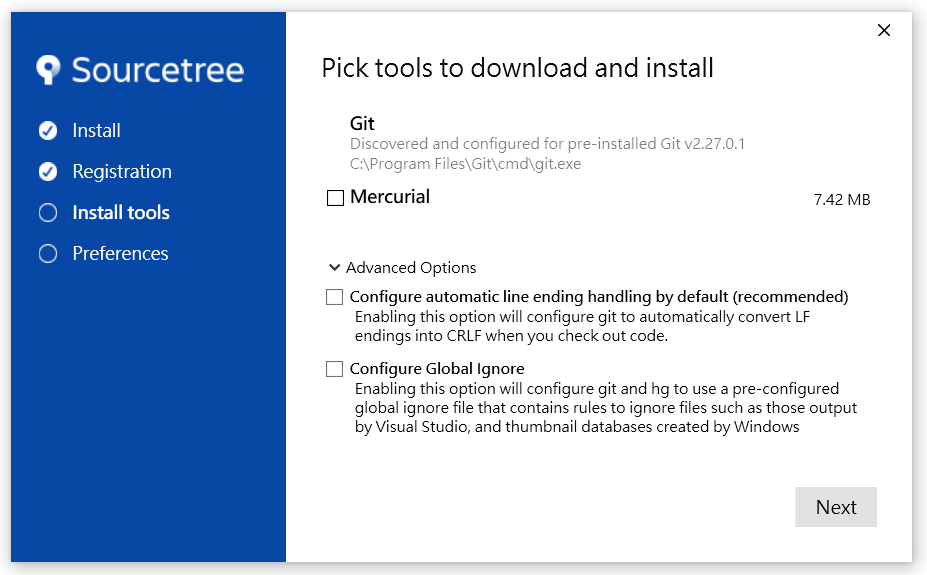 Sourcetree
Install
Registration
Install tools
Preferences
Pick tools to download and install
Git
Discovered and configured for pre-installed Git v2.27.0.1
C:\Program Files\Git\cmd\git.exe
Mercurial
7.42 MB
Advanced Options
Configure automatic line ending handling by default (recommended)
Enabling this option will configure git to automatically convert LF
endings into CRLF when you check out code.
Configure Global Ignore
Enabling this option will configure git and hg to use a pre-configured
global ignore file that contains rules to ignore files such as those output
by Visual Studio, and thumbnail databases created by Windows
Next